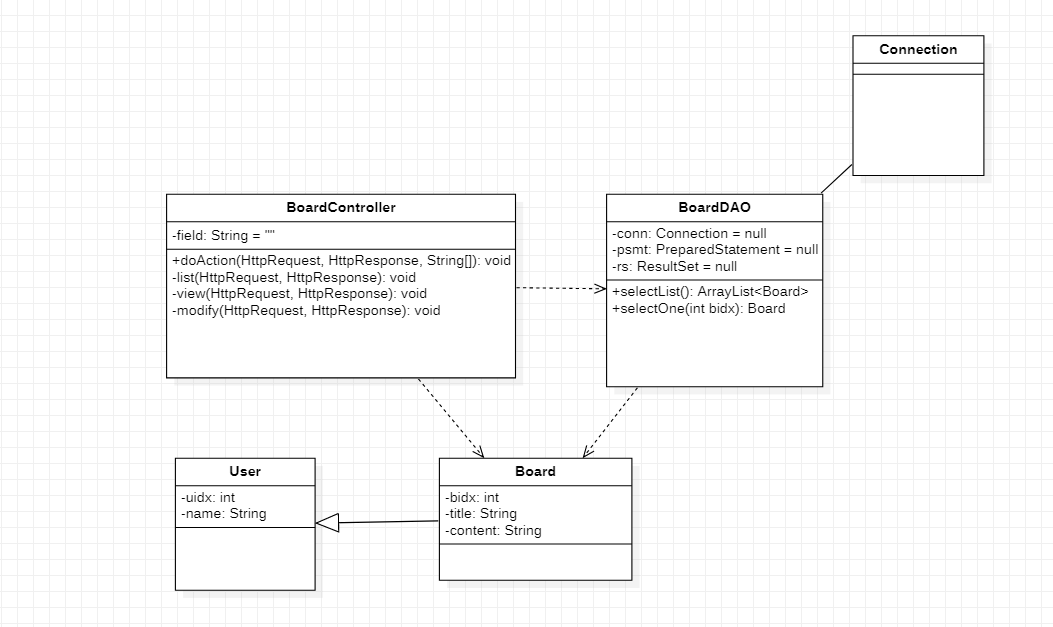 Connection
BoardController
-field: String = ""
+doAction(HttpRequest, HttpResponse, String[]): void
-list(HttpRequest, HttpResponse): void
-view(HttpRequest, HttpResponse): void
-modify(HttpRequest, HttpResponse): void
BoardDAO
-conn: Connection = null
-psmt: PreparedStatement = null
-rs: ResultSet = null
+selectList(): ArrayList<Board>
+selectOne(int bidx): Board
User
-uidx: int
-name: String
Board
-bidx: int
-title: String
-content: String